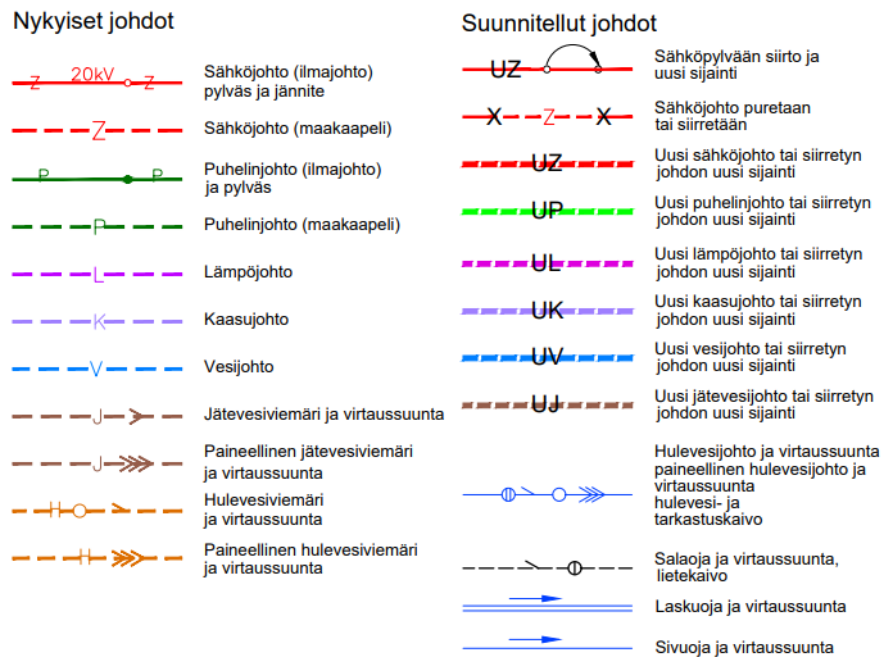 Nykyiset johdot
Z 20kV Z
Sähköjohto (ilmajohto)
pylväs ja jännite
Z
Sähköjohto (maakaapeli)
P P
Puhelinjohto (ilmajohto)
ja pylväs
P
Puhelinjohto (maakaapeli)
L
Lämpöjohto
K
Kaasujohto
V
Vesijohto
J
Jätevesiviemäri ja virtaussuunta
J
Paineellinen jätevesiviemäri
ja virtaussuunta
H
Hulevesiviemäri
ja virtaussuunta
H
Paineellinen hulevesiviemäri
ja virtaussuunta
Suunnitellut johdot
UZ
Sähköpylvään siirto ja
uusi sijainti
X Z X
Sähköjohto puretaan
tai siirretään
UZ
Uusi sähköjohto tai siirretyn
johdon uusi sijainti
UP
Uusi puhelinjohto tai siirretyn
johdon uusi sijainti
UL
Uusi lämpöjohto tai siirretyn
johdon uusi sijainti
UK
Uusi kaasujohto tai siirretyn
johdon uusi sijainti
UV
Uusi vesijohto tai siirretyn
johdon uusi sijainti
UJ
Uusi jätevesijohto tai siirretyn
johdon uusi sijainti
Hulevesijohto ja virtaussuunta
paineellinen hulevesijohto ja
virtaussuunta
hulevesi- ja
tarkastuskaivo
Salaoja ja virtaussuunta,
lietekaivo
Laskuoja ja virtaussuunta
Sivuoja ja virtaussuunta